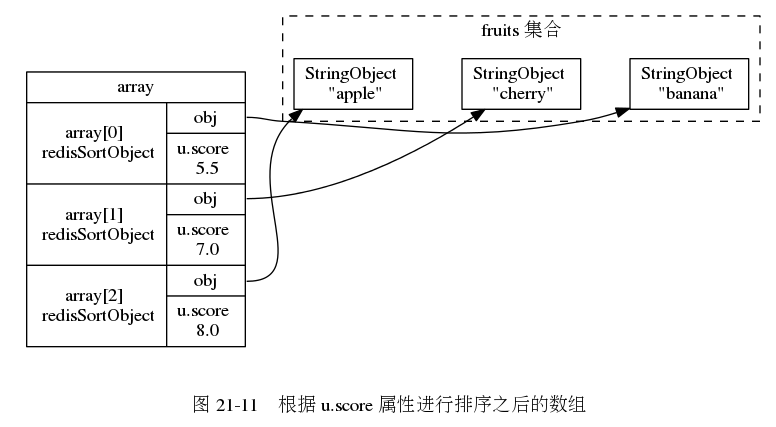 fruits 集合
StringObject
"apple"
StringObject
"cherry"
StringObject
"banana"
array
array[0]
redisSortObject
obj
u.score
5.5
array[1]
redisSortObject
obj
u.score
7.0
array[2]
redisSortObject
obj
u.score
8.0
图 21-11 根据 u.score 属性进行排序之后的数组